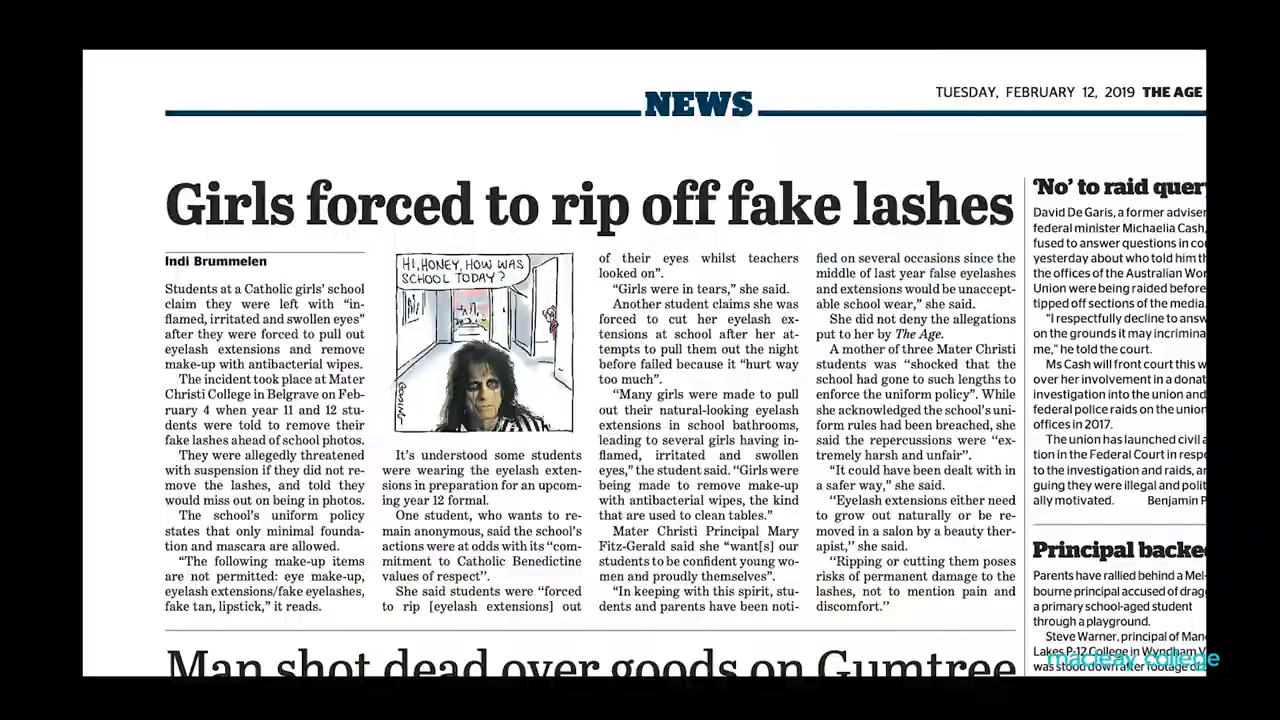 TUESDAY, FEBRUARY 12, 2019 THE AGE
NEWS
Girls forced to rip off fake lashes
Indi Brummelen
Students at a Catholic girls' school
claim they were left with "in-
flamed, irritated and swollen eyes"
after they were forced to pull out
eyelash extensions and remove
make-up with antibacterial wipes.
The incident took place at Mater
Christi College in Belgrave on Feb-
ruary 4 when year 11 and 12 stu-
dents were told to remove their
fake lashes ahead of school photos.
They were allegedly threatened
with suspension if they did not re-
move the lashes, and told they
would miss out on being in photos.
The school's uniform policy
states that only minimal founda-
tion and mascara are allowed.
"The following make-up items
are not permitted: eye make-up,
eyelash extensions/fake eyelashes,
fake tan, lipstick," it reads.
HI, HONEY, HOW WAS
SCHOOL TODAY?
It's understood some students
were wearing the eyelash exten-
sions in preparation for an upcom-
ing year 12 formal.
One student, who wants to re-
main anonymous, said the school's
actions were at odds with its "com-
mitment to Catholic Benedictine
values of respect".
She said students were "forced
to rip [eyelash extensions] out
of their eyes whilst teachers
looked on".
"Girls were in tears," she said.
Another student claims she was
forced to cut her eyelash ex-
tensions at school after her at-
tempts to pull them out the night
before failed because it "hurt way
too much".
"Many girls were made to pull
out their natural-looking eyelash
extensions in school bathrooms,
leading to several girls having in-
flamed, irritated and swollen
eyes," the student said. "Girls were
being made to remove make-up
with antibacterial wipes, the kind
that are used to clean tables."
Mater Christi Principal Mary
Fitz-Gerald said she "want[s] our
students to be confident young wo-
men and proudly themselves".
"In keeping with this spirit, stu-
dents and parents have been noti-
fied on several occasions since the
middle of last year false eyelashes
and extensions would be unaccept-
able school wear," she said.
She did not deny the allegations
put to her by The Age.
A mother of three Mater Christi
students was "shocked that the
school had gone to such lengths to
enforce the uniform policy". While
she acknowledged the school's uni-
form rules had been breached, she
said the repercussions were "ex-
tremely harsh and unfair".
"It could have been dealt with in
a safer way," she said.
"Eyelash extensions either need
to grow out naturally or be re-
moved in a salon by a beauty ther-
apist," she said.
"Ripping or cutting them poses
risks of permanent damage to the
lashes, not to mention pain and
discomfort."
'No' to raid quer
David De Garis, a former adviser
federal minister Michaelia Cash,
fused to answer questions in co
yesterday about who told him th
the offices of the Australian Wor
Union were being raided before
tipped off sections of the media.
"I respectfully decline to answ
on the grounds it may incrimina
me," he told the court.
Ms Cash will front court this w
over her involvement in a donat
investigation into the union and
federal police raids on the union
offices in 2017.
The union has launched civil a
tion in the Federal Court in resp
to the investigation and raids, ar
guing they were illegal and polit
ally motivated. Benjamin P
Principal backe
Parents have rallied behind a Mel-
bourne principal accused of drag
a primary school-aged student
through a playground.
Steve Warner, principal of Man
Lakes P-12 College in Wyndham V
was stood down after footage of
Man shot dead over goods on Gumtree
macleay college